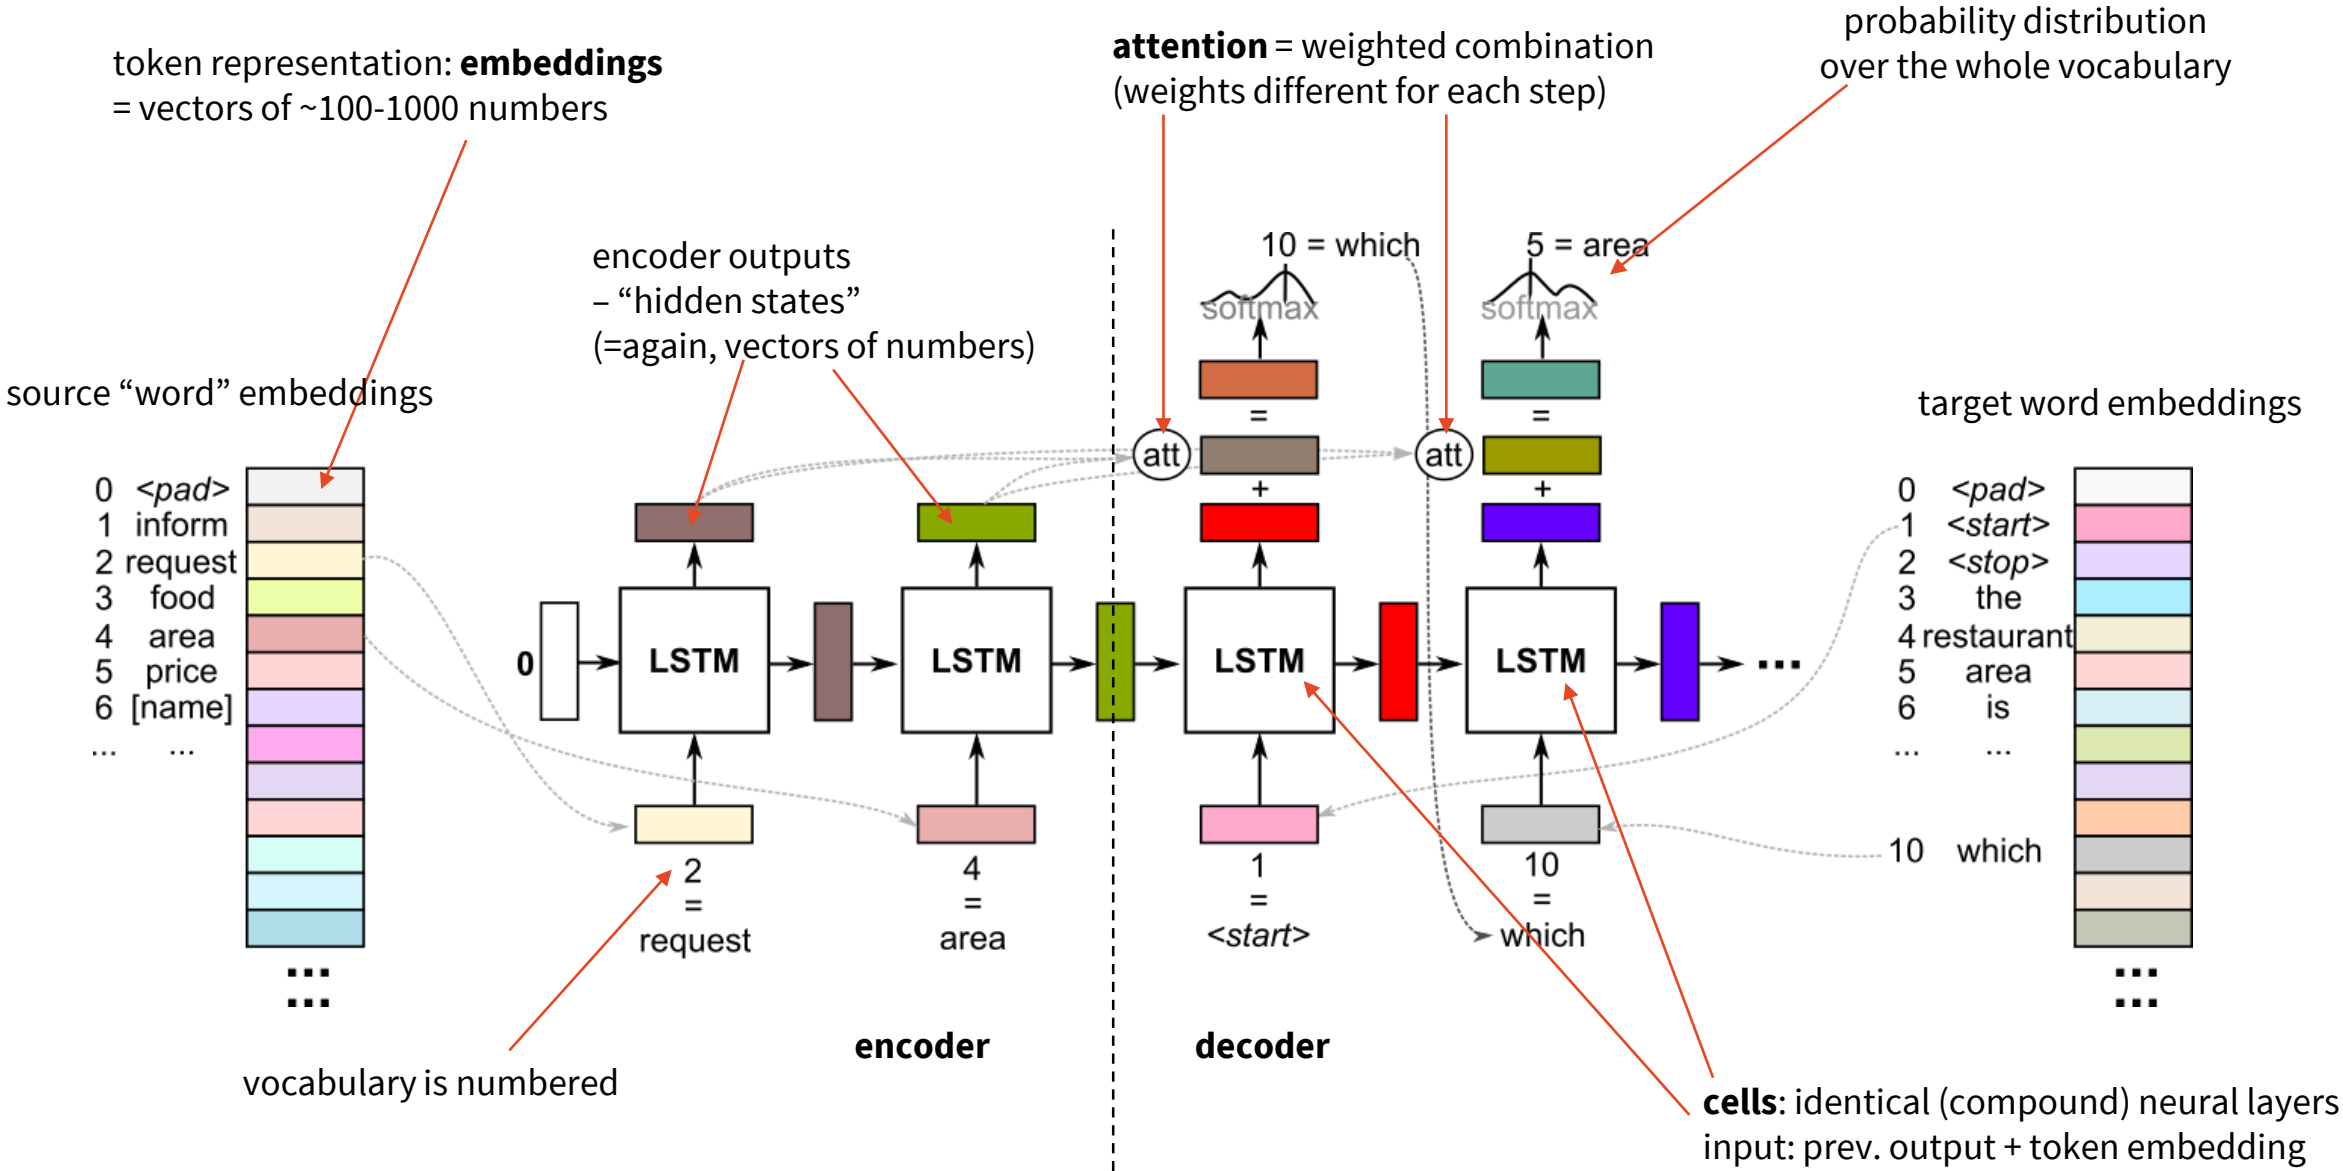 token representation: embeddings
= vectors of ~100-1000 numbers
attention = weighted combination
(weights different for each step)
probability distribution
over the whole vocabulary
encoder outputs
– “hidden states”
(=again, vectors of numbers)
10 = which
5 = area
softmax
softmax
source “word” embeddings
target word embeddings
=
=
att
att
+
+
0 <pad>
1 inform
2 request
3 food
4 area
5 price
6 [name]
... ...
...
...
0
LSTM
LSTM
LSTM
LSTM
...
0 <pad>
1 <start>
2 <stop>
3 the
4 restaurant
5 area
6 is
... ...
10 which
...
...
2
=
request
4
=
area
1
=
<start>
10
=
which
encoder
decoder
vocabulary is numbered
cells: identical (compound) neural layers
input: prev. output + token embedding